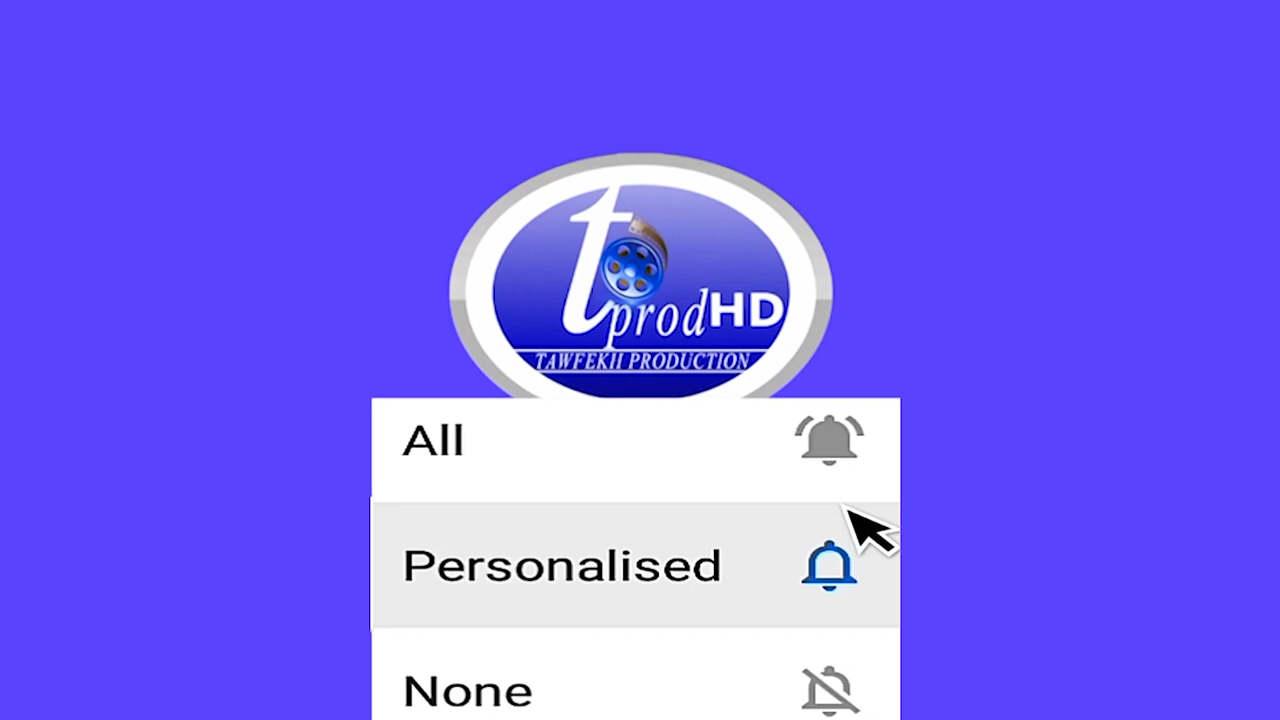 tprodHD
TAWFEKII PRODUCTION
All
Personalised
None